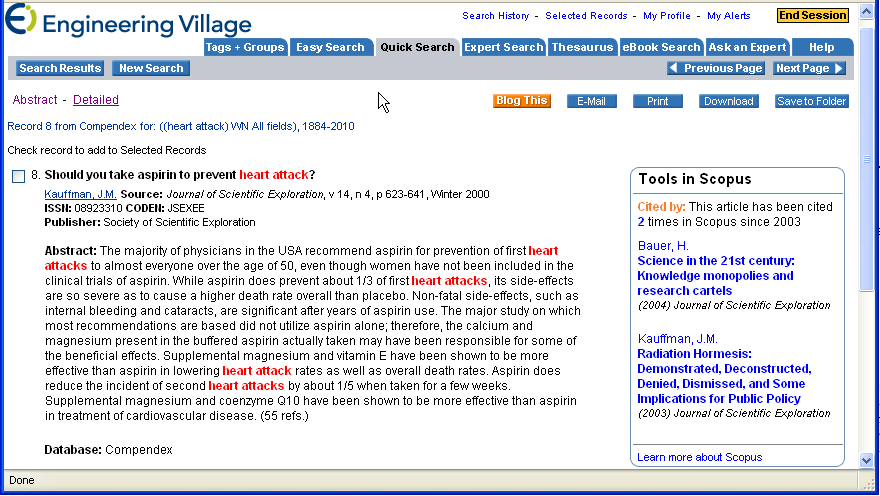 Engineering Village
Search History - Selected Records - My Profile - My Alerts End Session
Tags + Groups Easy Search Quick Search Expert Search Thesaurus eBook Search Ask an Expert Help
Search Results New Search Previous Page Next Page
Abstract - Detailed
Blog This E-Mail Print Download Save to Folder
Record 8 from Compendex for: ((heart attack) WN All fields), 1884-2010
Check record to add to Selected Records
8. Should you take aspirin to prevent heart attack?
Kauffman, J.M. Source: Journal of Scientific Exploration, v 14, n 4, p 623-641, Winter 2000
ISSN: 08923310 CODEN: JSEXEE
Publisher: Society of Scientific Exploration
Abstract: The majority of physicians in the USA recommend aspirin for prevention of first heart
attacks to almost everyone over the age of 50, even though women have not been included in the
clinical trials of aspirin. While aspirin does prevent about 1/3 of first heart attacks, its side-effects
are so severe as to cause a higher death rate overall than placebo. Non-fatal side-effects, such as
internal bleeding and cataracts, are significant after years of aspirin use. The major study on which
most recommendations are based did not utilize aspirin alone; therefore, the calcium and
magnesium present in the buffered aspirin actually taken may have been responsible for some of
the beneficial effects. Supplemental magnesium and vitamin E have been shown to be more
effective than aspirin in lowering heart attack rates as well as overall death rates. Aspirin does
reduce the incident of second heart attacks by about 1/5 when taken for a few weeks.
Supplemental magnesium and coenzyme Q10 have been shown to be more effective than aspirin
in treatment of cardiovascular disease. (55 refs.)
Database: Compendex
Tools in Scopus
Cited by: This article has been cited
2 times in Scopus since 2003
Bauer, H.
Science in the 21st century:
Knowledge monopolies and
research cartels
(2004) Journal of Scientific Exploration
Kauffman, J.M.
Radiation Hormesis:
Demonstrated, Deconstructed,
Denied, Dismissed, and Some
Implications for Public Policy
(2003) Journal of Scientific Exploration
Learn more about Scopus
Done